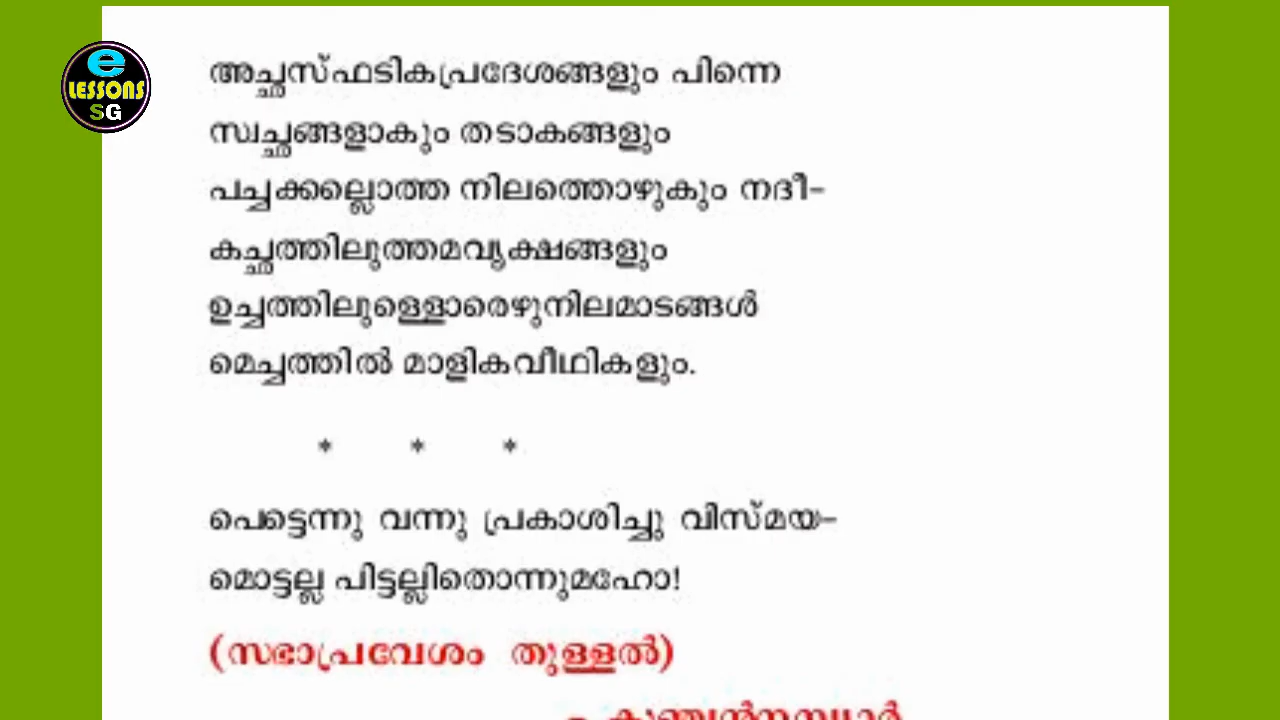 e
LESSONS
SG
അച്ഛസ്ഫടികപ്രദേശങ്ങളും പിന്നെ
സ്വച്ഛങ്ങളാകും തടാകങ്ങളും
പച്ചക്കല്ലൊത്ത നിലത്തൊഴുകും നദീ-
കച്ഛത്തിലുത്തമവൃക്ഷങ്ങളും
ഉച്ചത്തിലുള്ളൊരെഴുനിലമാടങ്ങൾ
മെച്ചത്തിൽ മാളികവീഥികളും.
* * *
പെട്ടെന്നു വന്നു പ്രകാശിച്ചു വിസ്മയ-
മൊട്ടല്ല പിട്ടല്ലിതൊന്നുമഹോ!
(സഭാപ്രവേശം തുള്ളൽ)